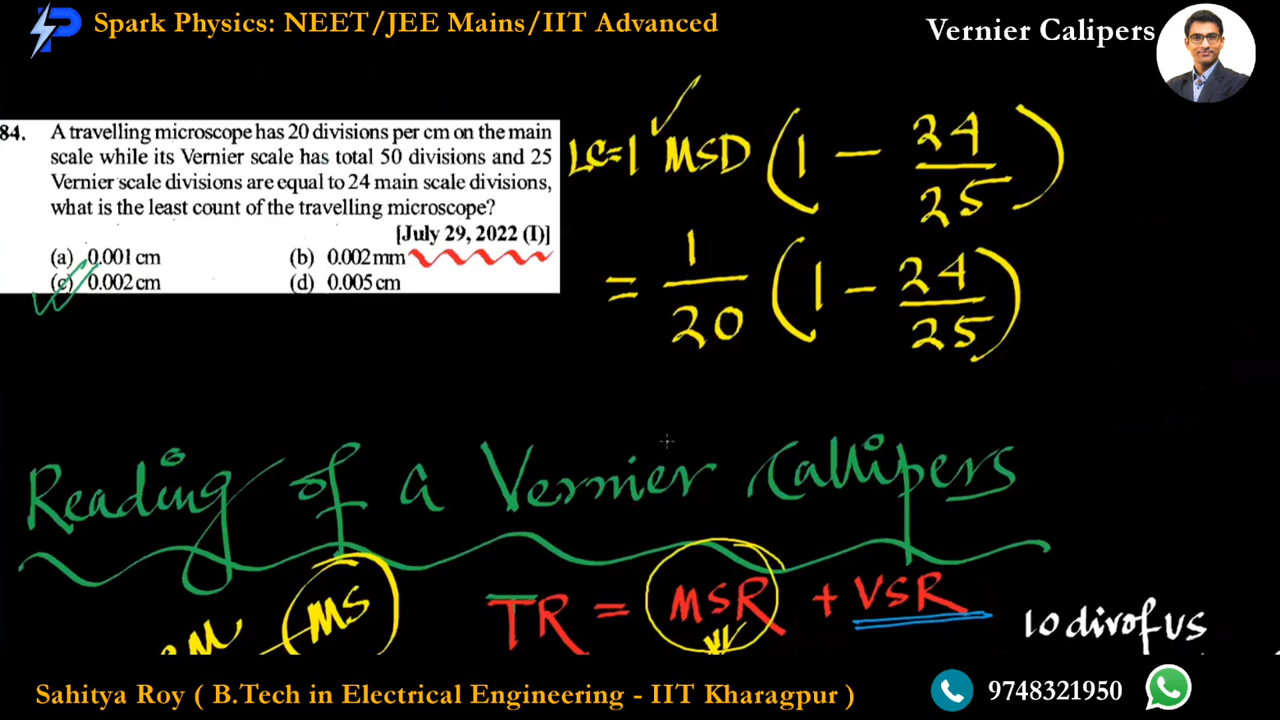 Spark Physics: NEET/JEE Mains/IIT Advanced
Vernier Calipers
84. A travelling microscope has 20 divisions per cm on the main
scale while its Vernier scale has total 50 divisions and 25
Vernier scale divisions are equal to 24 main scale divisions,
what is the least count of the travelling microscope?
[July 29, 2022 (I)]
(a) 0.001 cm (b) 0.002 mm
(c) 0.002 cm (d) 0.005 cm
LC = 1 MSD (1 - 24/25)
= 1/20 (1 - 24/25)
Reading of a Vernier Callipers
MS
TR = MSR + VSR
10 div of VS
Sahitya Roy ( B.Tech in Electrical Engineering - IIT Kharagpur )
9748321950